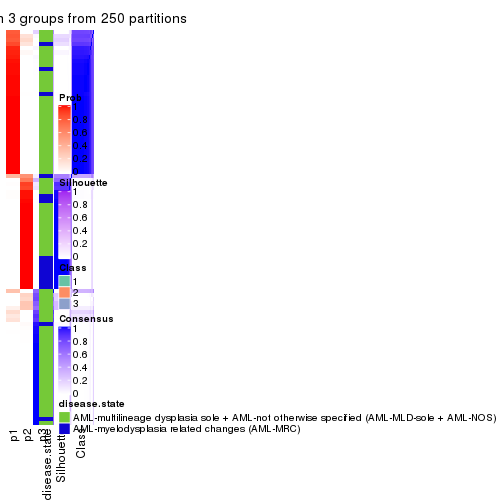 n 3 groups from 250 partitions
Prob
0.8
0.6
0.4
0.2
0
Silhouette
1
0.8
0.6
0.4
0.2
0
Class
1
2
3
Consensus
1
0.8
0.6
0.4
0.2
0
disease.state
AML-multilineage dysplasia sole + AML-not otherwise specified (AML-MLD-sole + AML-NOS)
AML-myelodysplasia related changes (AML-MRC)
p1
p2
p3
disease.state
Silhouette
Class